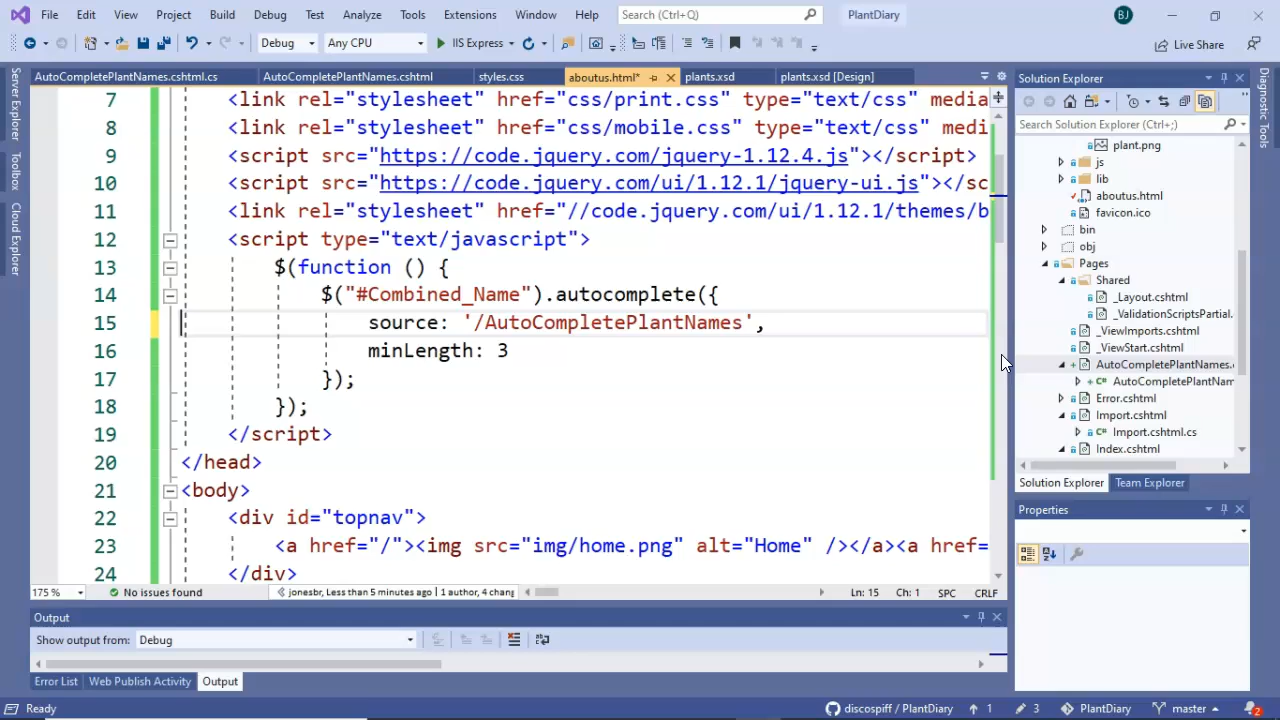 File Edit View Project Build Debug Test Analyze Tools Extensions Window Help Search (Ctrl+Q) PlantDiary BJ
Debug Any CPU IIS Express Live Share
Server Explorer
Toolbox
Cloud Explorer
AutoCompletePlantNames.cshtml.cs AutoCompletePlantNames.cshtml styles.css aboutus.html* plants.xsd plants.xsd [Design]
7 <link rel="stylesheet" href="css/print.css" type="text/css" media
8 <link rel="stylesheet" href="css/mobile.css" type="text/css" medi
9 <script src="https://code.jquery.com/jquery-1.12.4.js"></script>
10 <script src="https://code.jquery.com/ui/1.12.1/jquery-ui.js"></sc
11 <link rel="stylesheet" href="//code.jquery.com/ui/1.12.1/themes/b
12 <script type="text/javascript">
13 $(function () {
14 $("#Combined_Name").autocomplete({
15 source: '/AutoCompletePlantNames',
16 minLength: 3
17 });
18 });
19 </script>
20 </head>
21 <body>
22 <div id="topnav">
23 <a href="/"><img src="img/home.png" alt="Home" /></a><a href=
24 </div>
175 % No issues found jonesbr, Less than 5 minutes ago | 1 author, 4 chang Ln: 15 Ch: 1 SPC CRLF
Output
Show output from: Debug
Error List Web Publish Activity Output
Solution Explorer
Search Solution Explorer (Ctrl+;)
plant.png
js
lib
aboutus.html
favicon.ico
bin
obj
Pages
Shared
_Layout.cshtml
_ValidationScriptsPartial.
_ViewImports.cshtml
_ViewStart.cshtml
AutoCompletePlantNames.
AutoCompletePlantNam
Error.cshtml
Import.cshtml
Import.cshtml.cs
Index.cshtml
Solution Explorer Team Explorer
Properties
Diagnostic Tools
Ready discospiff / PlantDiary 1 3 PlantDiary master 2